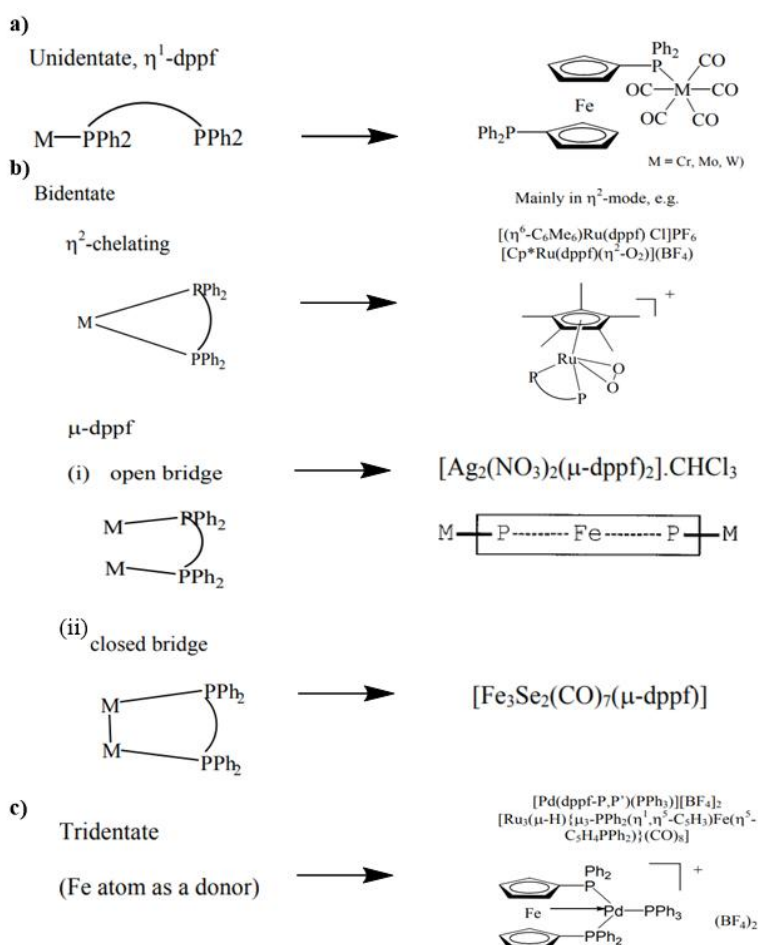 a)
Unidentate, η¹-dppf
M—PPh2 PPh2
Ph₂
P
CO
OC—M—CO
OC CO
CO
Fe
Ph₂P
M = Cr, Mo, W)
b)
Bidentate
Mainly in η²-mode, e.g.
η²-chelating
[(η⁶-C₆Me₆)Ru(dppf) Cl]PF₆
[Cp*Ru(dppf)(η²-O₂)](BF₄)
PPh₂
M
PPh₂
+
Ru
P
P
O
O
μ-dppf
(i) open bridge
[Ag₂(NO₃)₂(μ-dppf)₂].CHCl₃
M PPh₂
M PPh₂
M P Fe P M
(ii)
closed bridge
M PPh₂
M PPh₂
[Fe₃Se₂(CO)₇(μ-dppf)]
c)
Tridentate
(Fe atom as a donor)
[Pd(dppf-P,P’)(PPh₃)][BF₄]₂
[Ru₃(μ-H){μ₃-PPh₂(η¹,η⁵-C₅H₃)Fe(η⁵-
C₅H₄PPh₂)}(CO)₈]
Ph₂
P
Fe Pd—PPh₃
PPh₂
+
(BF₄)₂